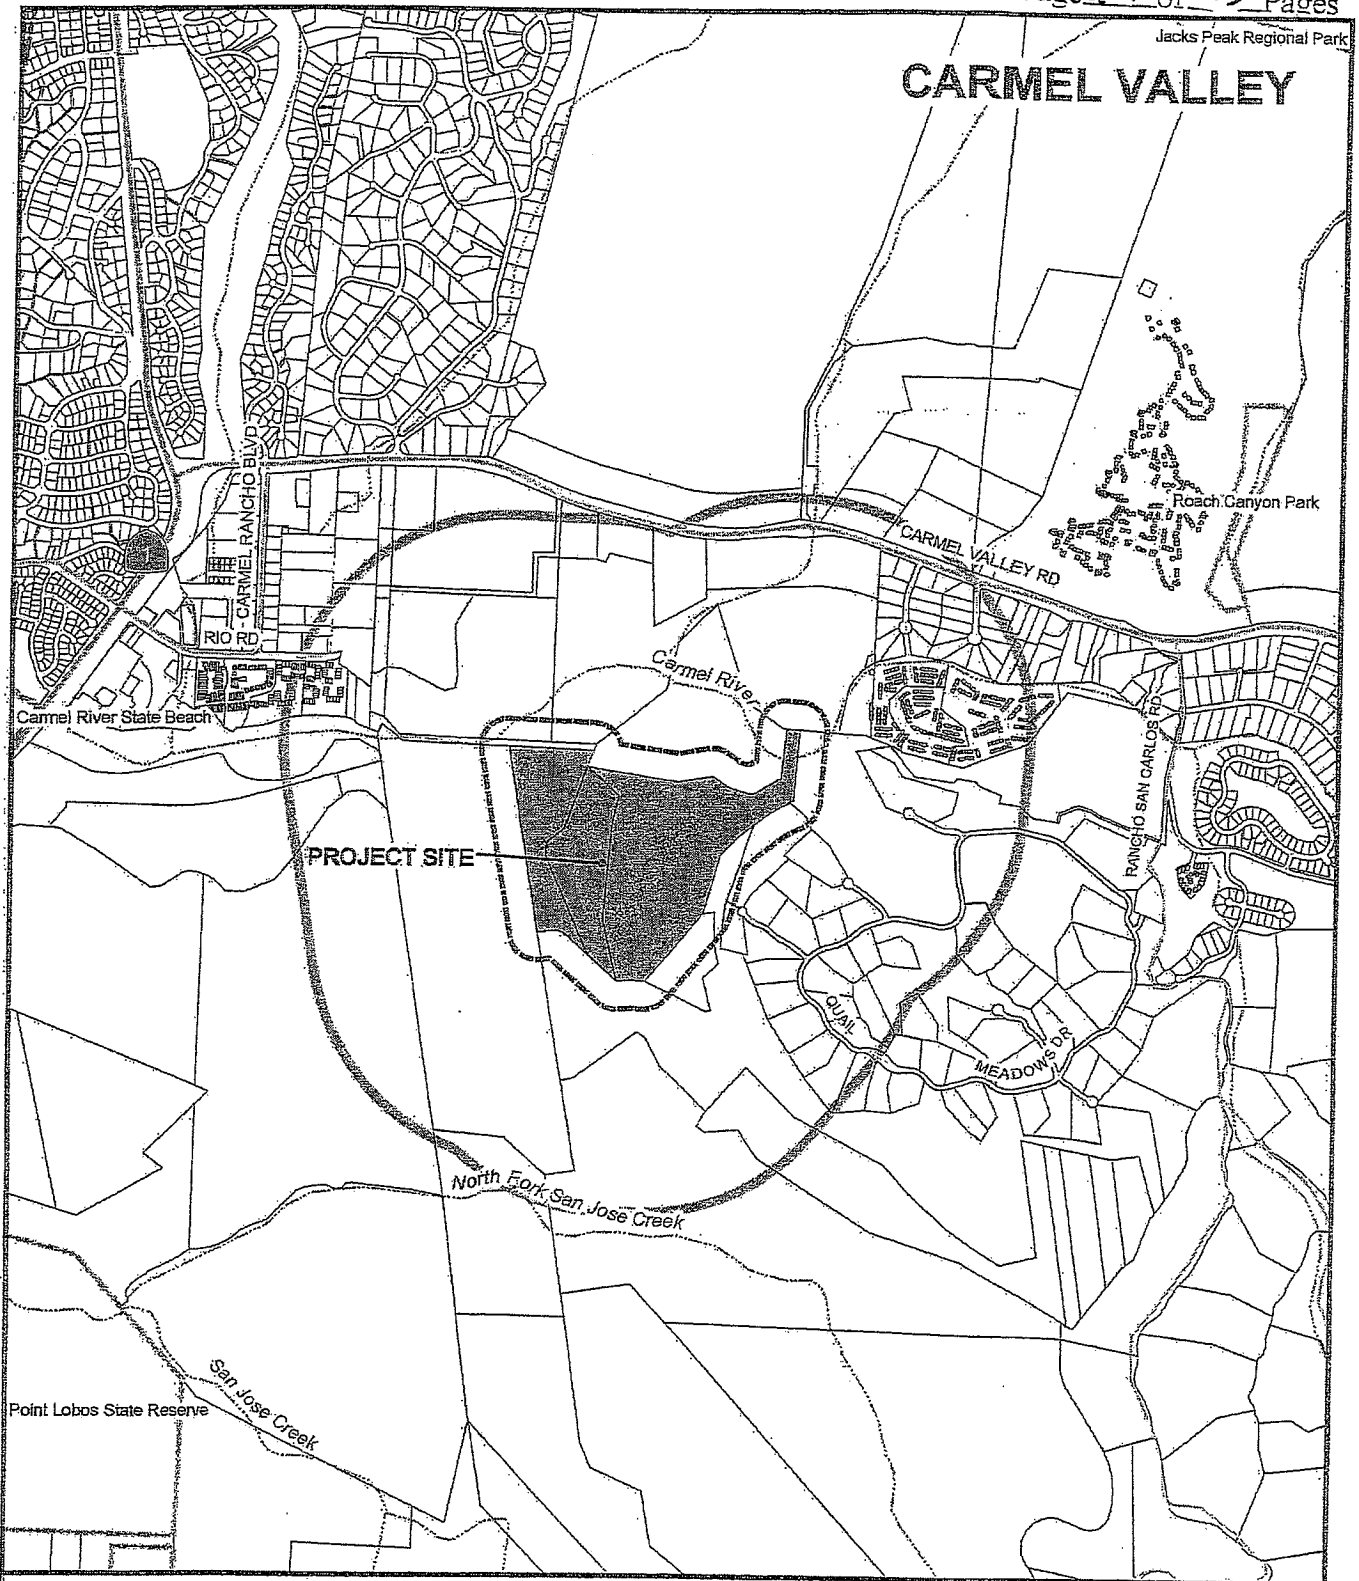 of
Pages
Jacks Peak Regional Park
CARMEL VALLEY
CARMEL RANCHO BLVD
Roach Canyon Park
CARMEL VALLEY RD
RIO RD
Carmel River
Carmel River State Beach
RANCHO SAN CARLOS RD
PROJECT SITE
QUAIL
MEADOWS DR
North Fork San Jose Creek
San Jose Creek
Point Lobos State Reserve